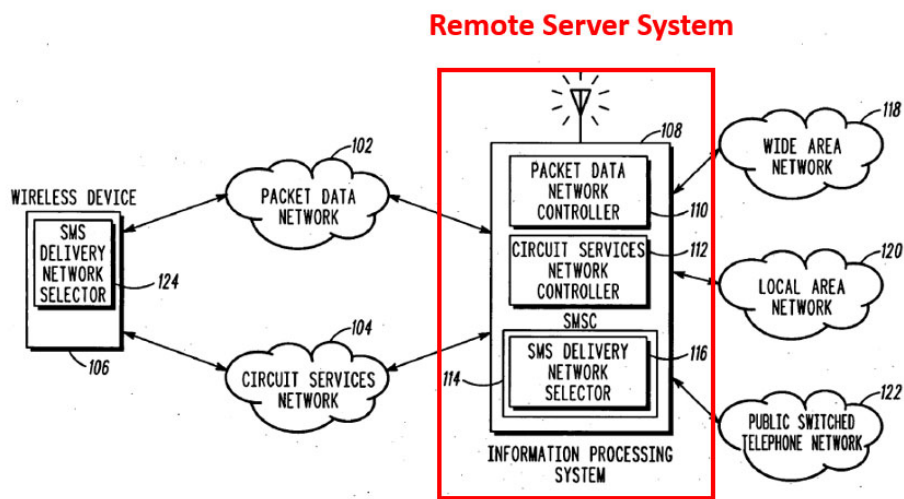 Remote Server System
108
118
WIDE AREA
NETWORK
102
PACKET DATA
NETWORK
PACKET DATA
NETWORK
CONTROLLER
110
WIRELESS DEVICE
SMS
DELIVERY
NETWORK
SELECTOR
124
106
CIRCUIT SERVICES
NETWORK
CONTROLLER
112
120
LOCAL AREA
NETWORK
104
CIRCUIT SERVICES
NETWORK
SMSC
SMS DELIVERY
NETWORK
SELECTOR
116
114
122
PUBLIC SWITCHED
TELEPHONE NETWORK
INFORMATION PROCESSING
SYSTEM